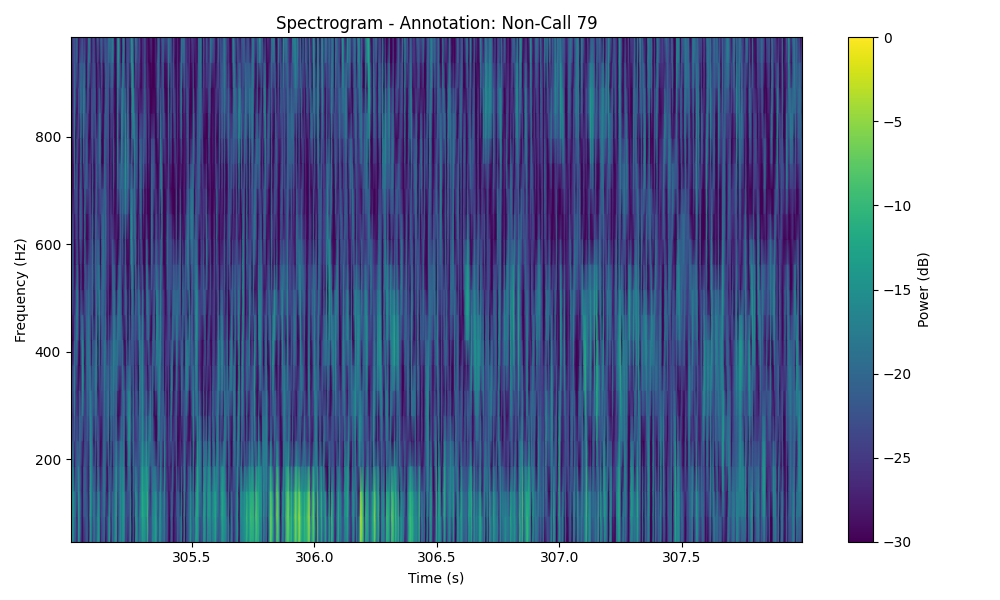 Spectrogram - Annotation: Non-Call 79
Frequency (Hz)
800
600
400
200
305.5 306.0 306.5 307.0 307.5
Time (s)
0
−5
−10
−15
−20
−25
−30
Power (dB)